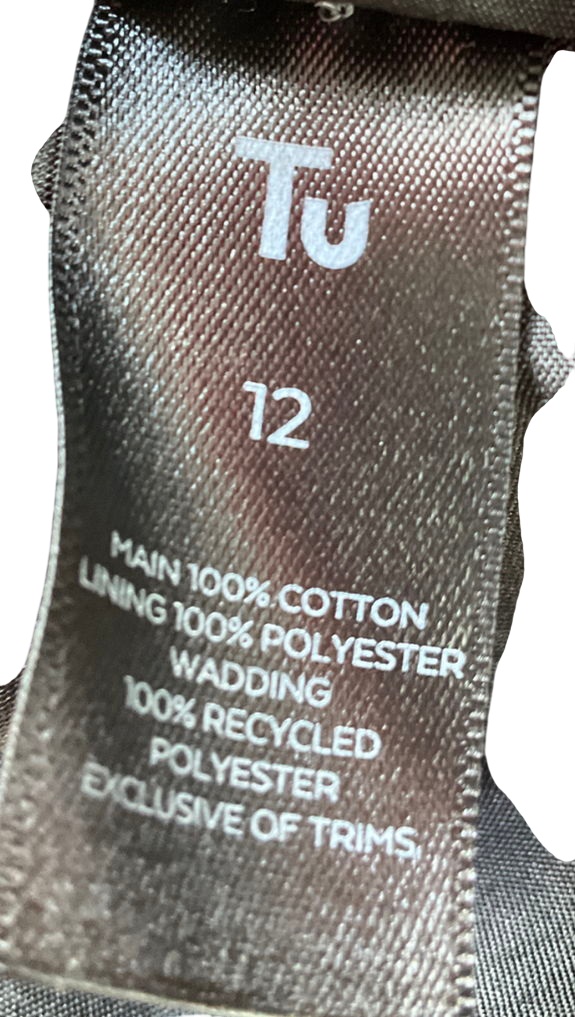 Tu
12
MAIN 100% COTTON
LINING 100% POLYESTER
WADDING
100% RECYCLED
POLYESTER
EXCLUSIVE OF TRIMS.